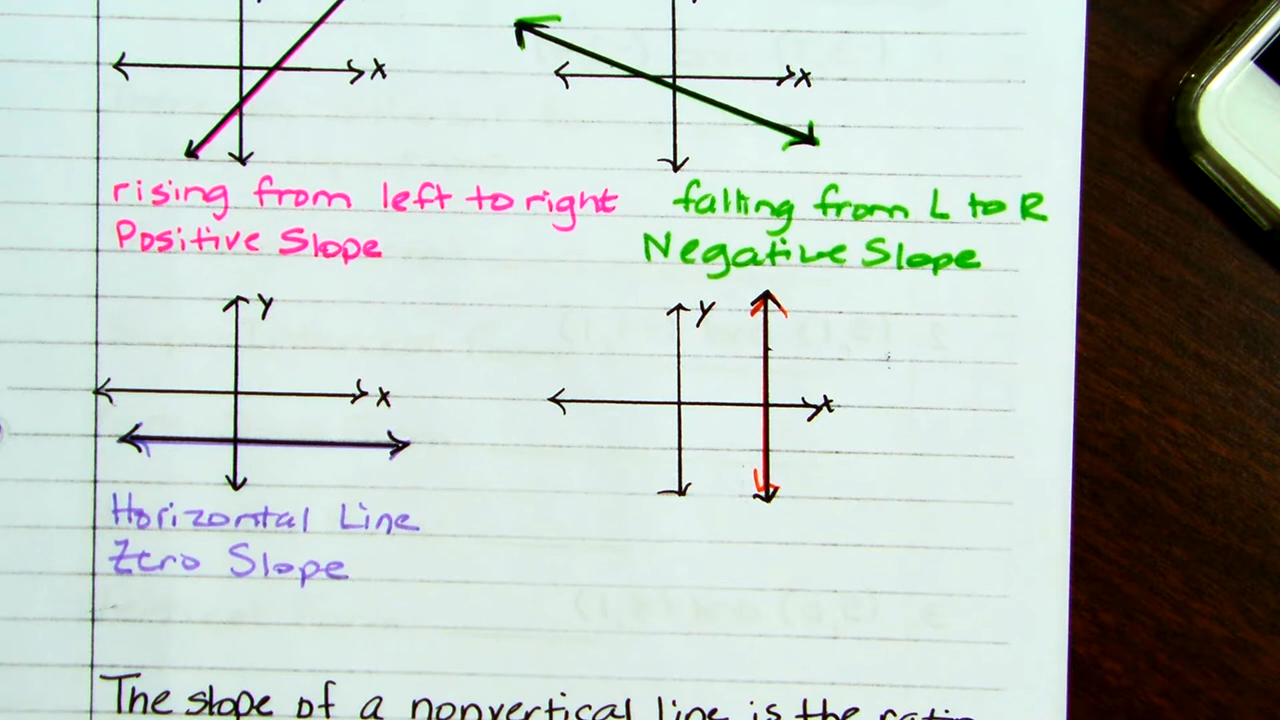 x
x
rising from left to right
Positive Slope
falling from L to R
Negative Slope
y
x
y
x
Horizontal Line
Zero Slope
The slope of a nonvertical line is the ratio